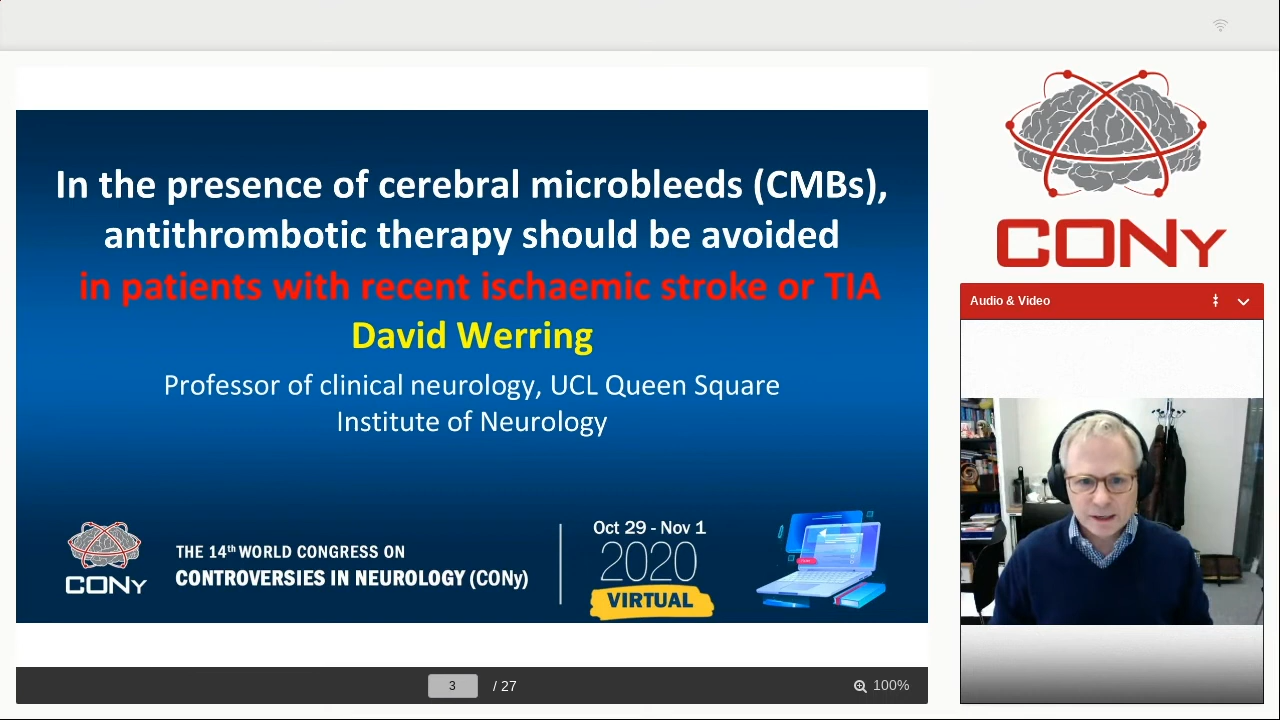 In the presence of cerebral microbleeds (CMBs),
antithrombotic therapy should be avoided
in patients with recent ischaemic stroke or TIA
David Werring
Professor of clinical neurology, UCL Queen Square
Institute of Neurology
CONy
THE 14th WORLD CONGRESS ON
CONTROVERSIES IN NEUROLOGY (CONy)
Oct 29 - Nov 1
2020
VIRTUAL
3 / 27
100%
CONy
Audio & Video